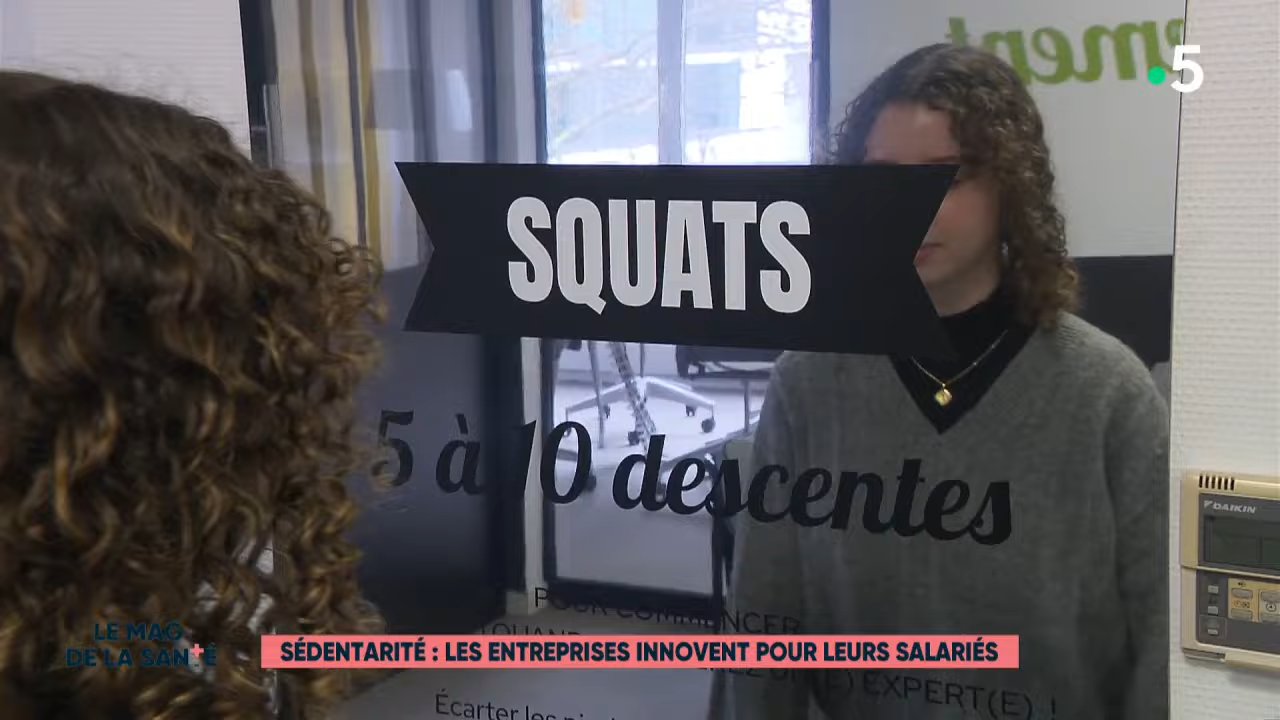 ement
5
SQUATS
5 à 10 descentes
POUR COMMENCER
EXPERT(E) !
Écarter les
DAIKIN
LE MAG
DE LA SANTÉ
SÉDENTARITÉ : LES ENTREPRISES INNOVENT POUR LEURS SALARIÉS